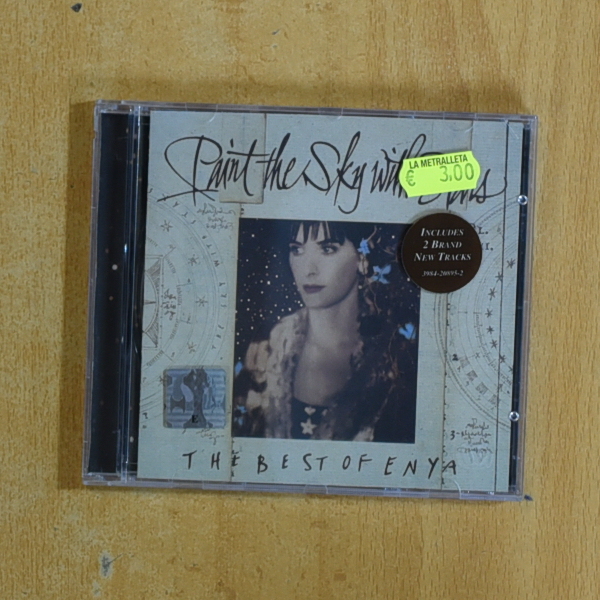 Paint the Sky with Stars
LA METRALLETA
€ 3,00
INCLUDES
2 BRAND
NEW TRACKS
3984-20895-2
THE BEST OF ENYA